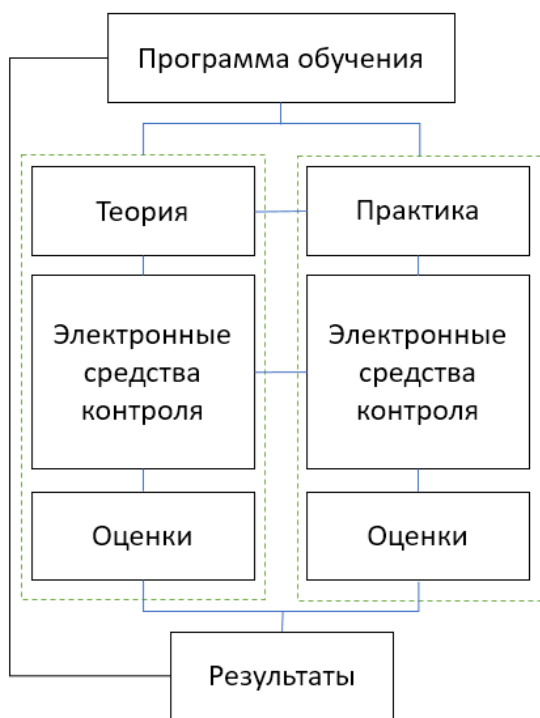 Программа обучения
Теория
Практика
Электронные
средства
контроля
Электронные
средства
контроля
Оценки
Оценки
Результаты